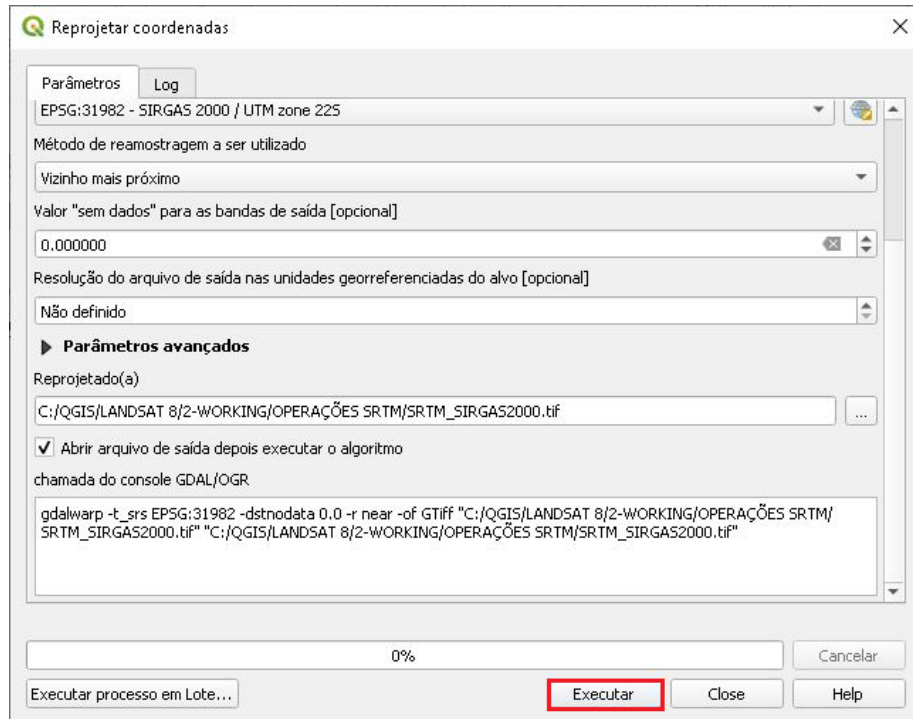 Reprojetar coordenadas
Parâmetros
Log
EPSG:31982 - SIRGAS 2000 / UTM zone 22S
Método de reamostragem a ser utilizado
Vizinho mais próximo
Valor "sem dados" para as bandas de saída [opcional]
0.000000
Resolução do arquivo de saída nas unidades georreferenciadas do alvo [opcional]
Não definido
Parâmetros avançados
Reprojetado(a)
C:/QGIS/LANDSAT 8/2-WORKING/OPERAÇÕES SRTM/SRTM_SIRGAS2000.tif
...
Abrir arquivo de saída depois executar o algoritmo
chamada do console GDAL/OGR
gdalwarp -t_srs EPSG:31982 -dstnodata 0.0 -r near -of GTiff "C:/QGIS/LANDSAT 8/2-WORKING/OPERAÇÕES SRTM/
SRTM_SIRGAS2000.tif" "C:/QGIS/LANDSAT 8/2-WORKING/OPERAÇÕES SRTM/SRTM_SIRGAS2000.tif"
0%
Cancelar
Executar processo em Lote...
Executar
Close
Help